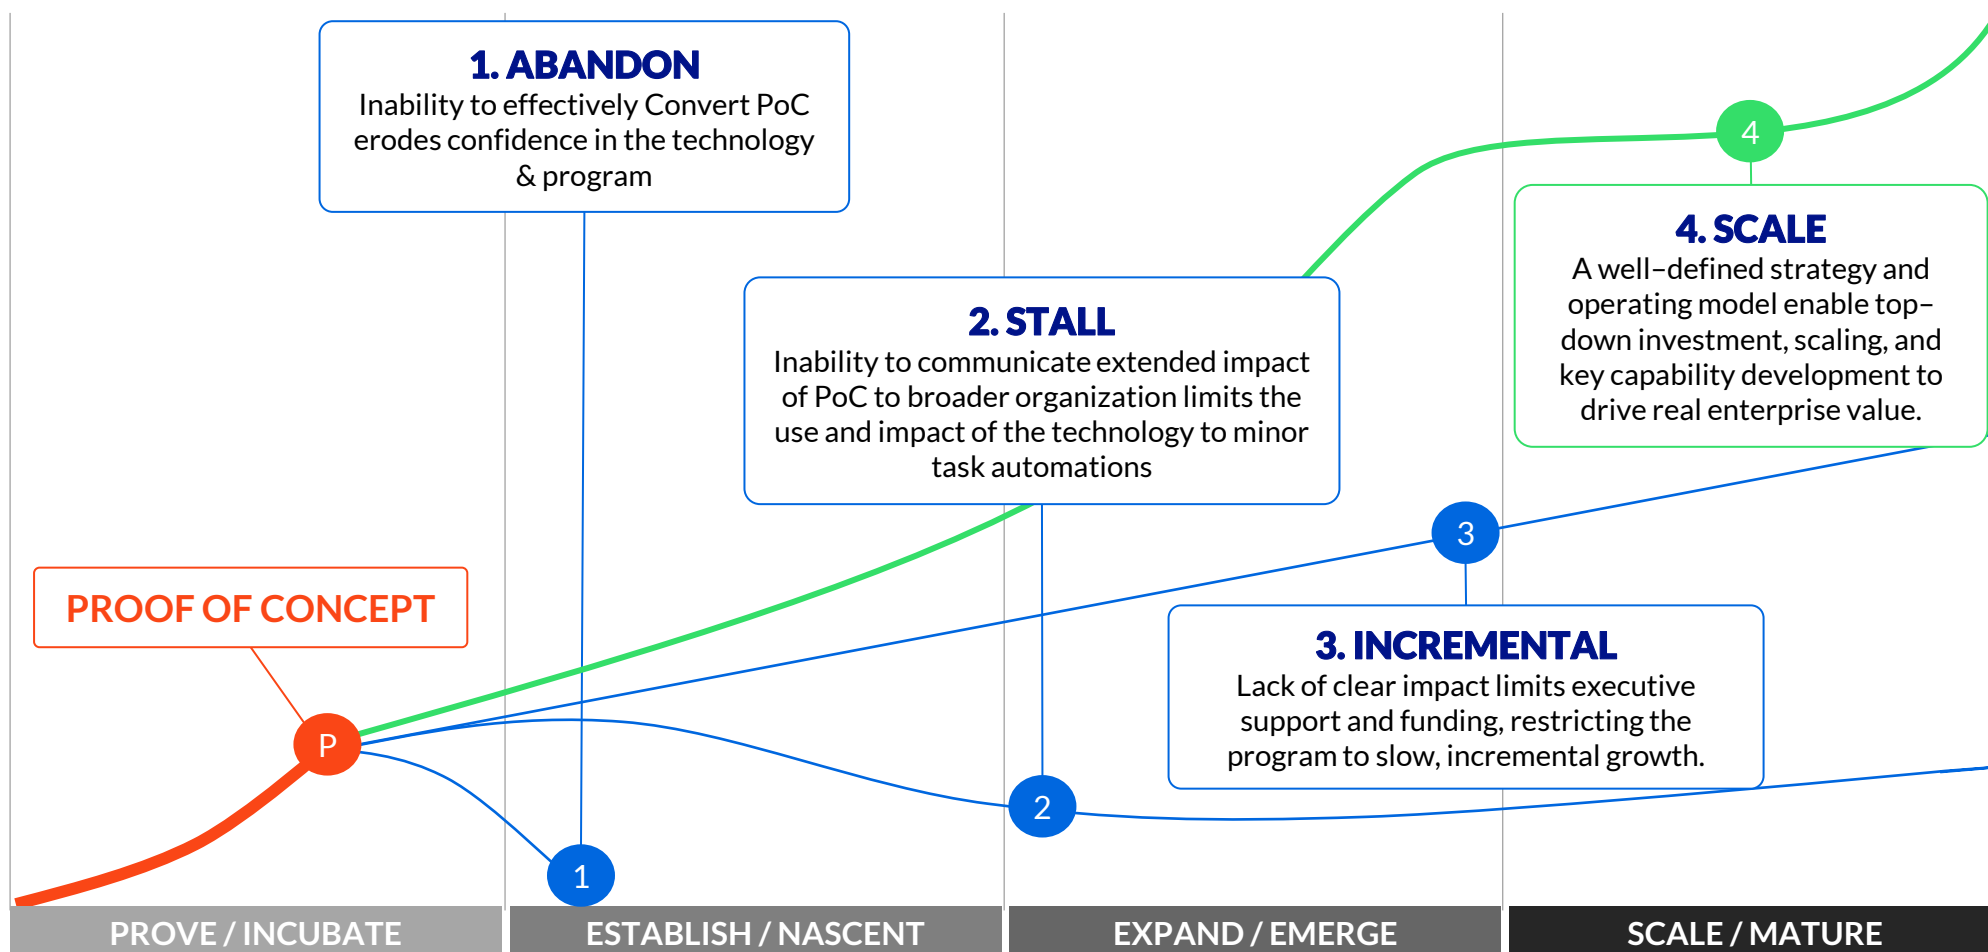 1. ABANDON
Inability to effectively Convert PoC
erodes confidence in the technology
& program
4
4. SCALE
A well–defined strategy and
operating model enable top–
down investment, scaling, and
key capability development to
drive real enterprise value.
2. STALL
Inability to communicate extended impact
of PoC to broader organization limits the
use and impact of the technology to minor
task automations
3
PROOF OF CONCEPT
3. INCREMENTAL
Lack of clear impact limits executive
support and funding, restricting the
program to slow, incremental growth.
P
2
1
PROVE / INCUBATE
ESTABLISH / NASCENT
EXPAND / EMERGE
SCALE / MATURE